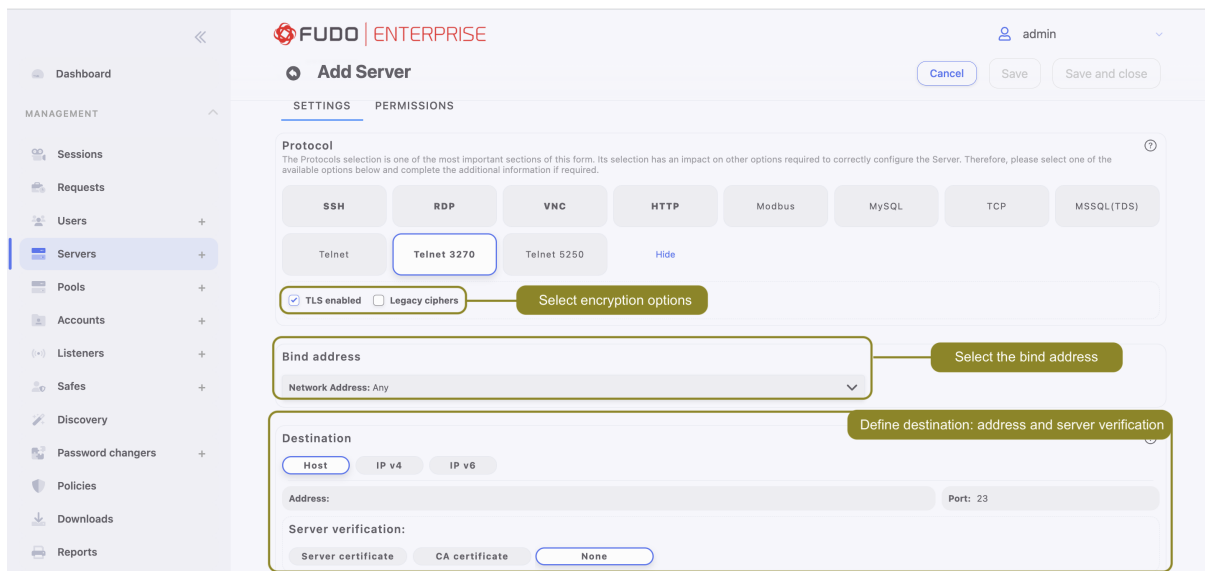 FUDO ENTERPRISE
admin
Dashboard
Add Server
Cancel
Save
Save and close
MANAGEMENT
SETTINGS PERMISSIONS
Sessions
Requests
Users +
Servers +
Pools +
Accounts +
Listeners +
Safes +
Discovery
Password changers +
Policies
Downloads
Reports
Protocol
The Protocols selection is one of the most important sections of this form. Its selection has an impact on other options required to correctly configure the Server. Therefore, please select one of the
available options below and complete the additional information if required.
SSH RDP VNC HTTP Modbus MySQL TCP MSSQL(TDS)
Telnet Telnet 3270 Telnet 5250 Hide
TLS enabled Legacy ciphers Select encryption options
Bind address
Select the bind address
Network Address: Any
Define destination: address and server verification
Destination
Host IP v4 IP v6
Address: Port: 23
Server verification:
Server certificate CA certificate None